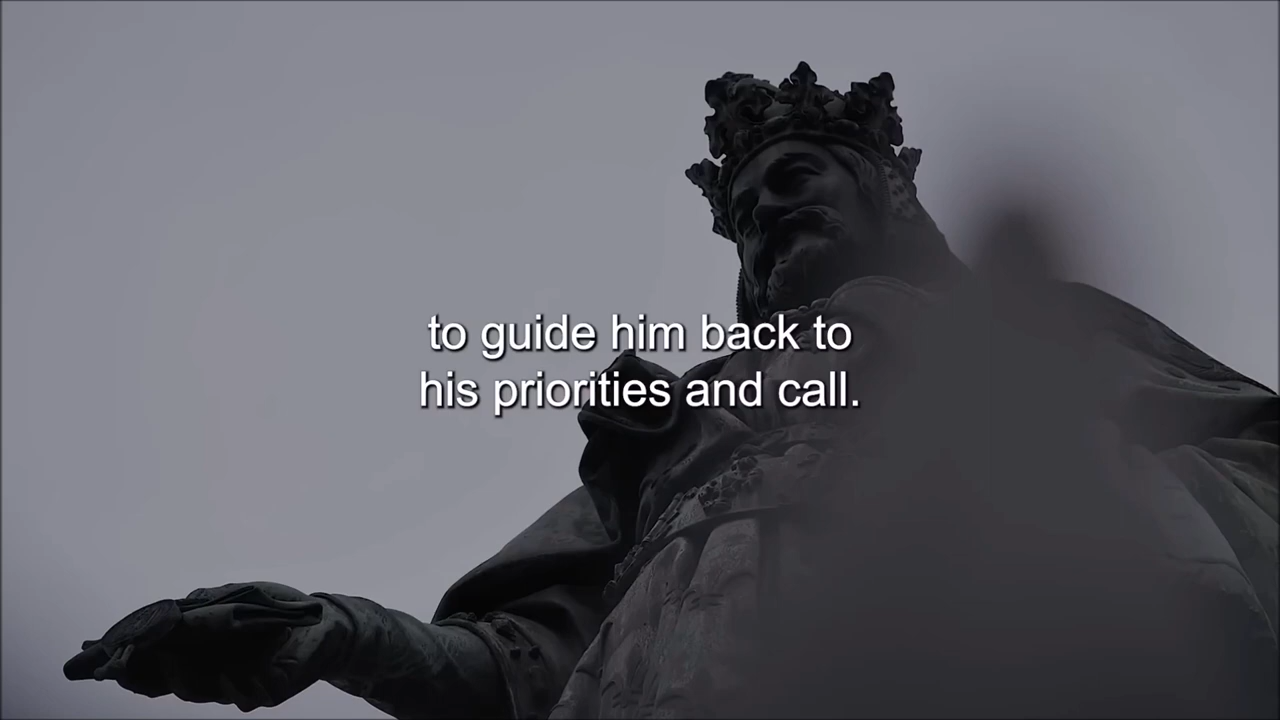 to guide him back to
his priorities and call.